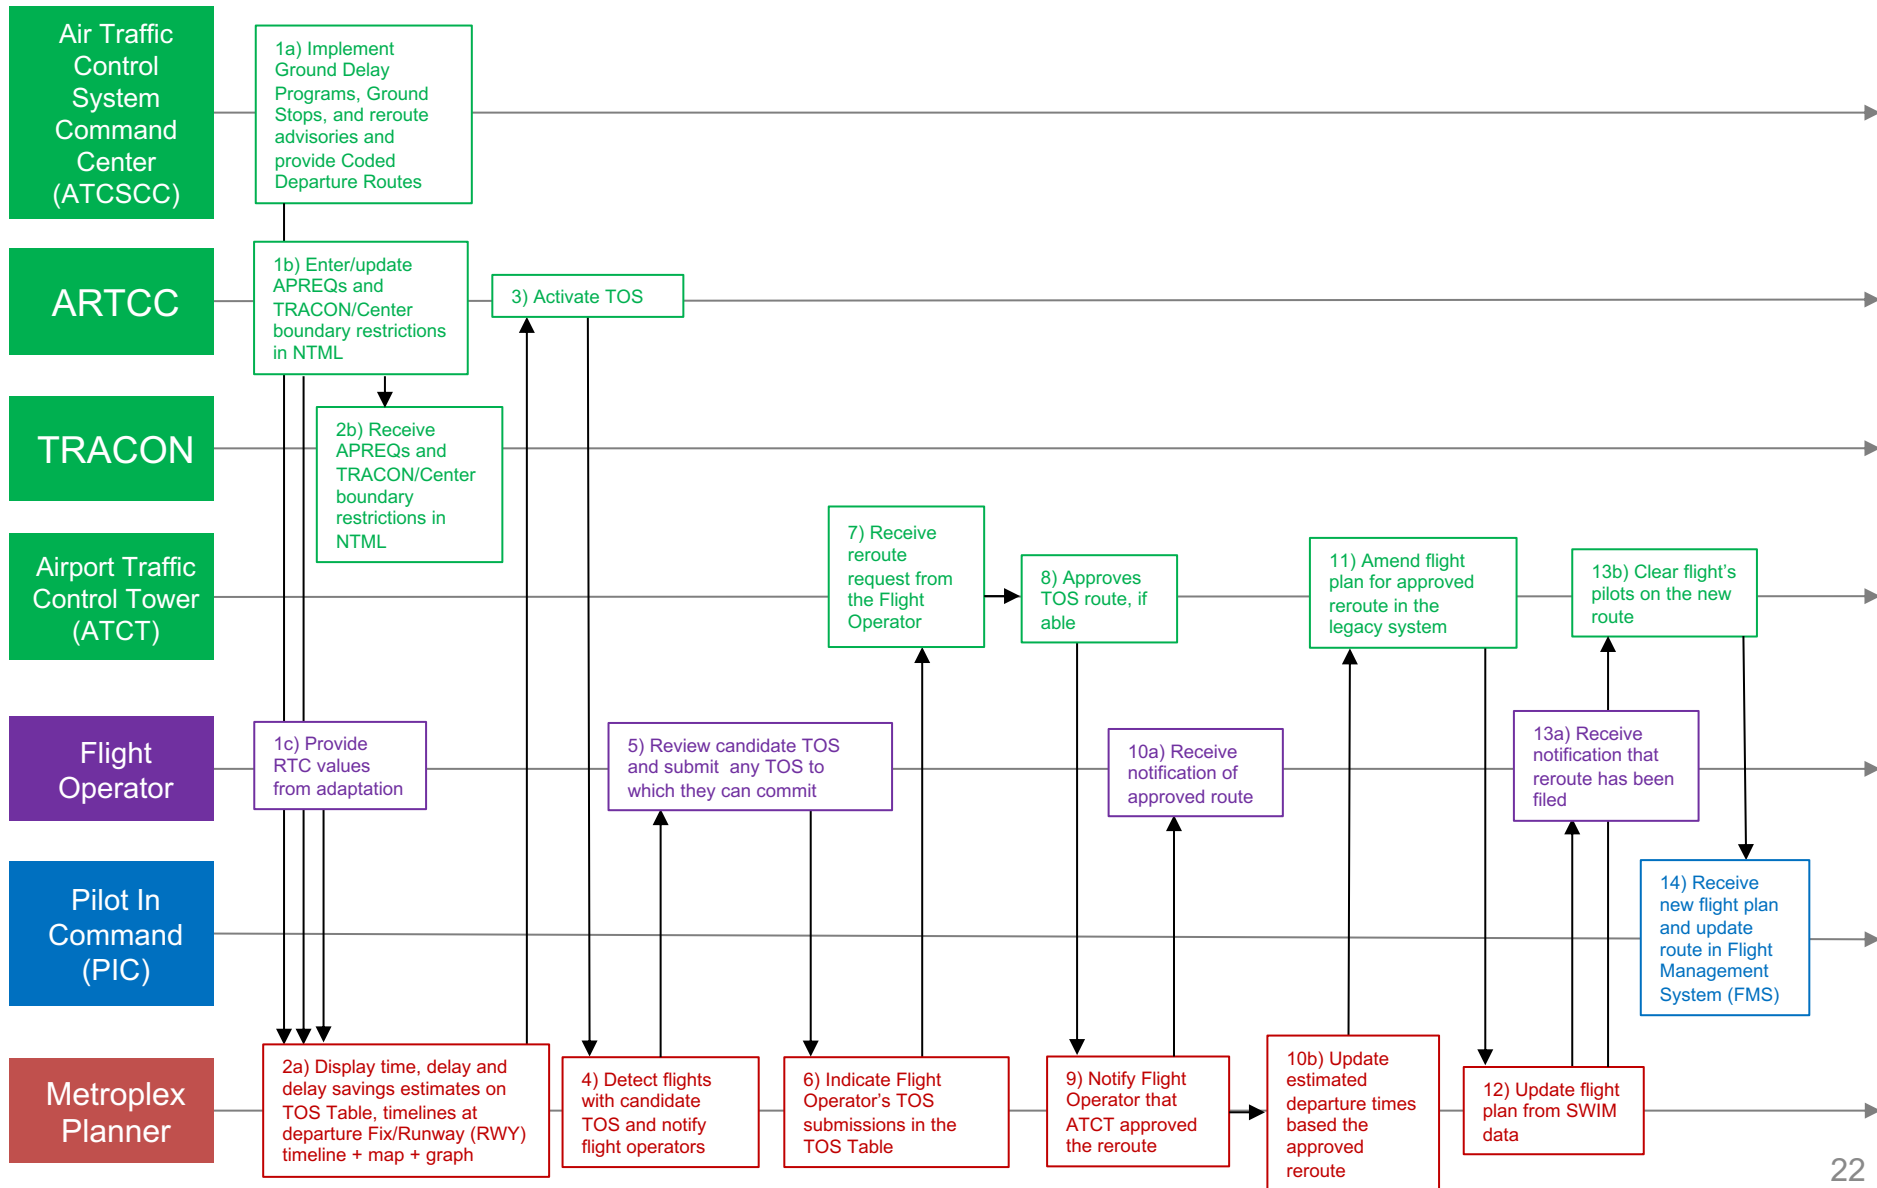 Air Traffic
Control
System
Command
Center
(ATCSCC)
1a) Implement
Ground Delay
Programs, Ground
Stops, and reroute
advisories and
provide Coded
Departure Routes
ARTCC
1b) Enter/update
APREQs and
TRACON/Center
boundary restrictions
in NTML
3) Activate TOS
TRACON
2b) Receive
APREQs and
TRACON/Center
boundary
restrictions in
NTML
Airport Traffic
Control Tower
(ATCT)
7) Receive
reroute
request from
the Flight
Operator
8) Approves
TOS route, if
able
11) Amend flight
plan for approved
reroute in the
legacy system
13b) Clear flight's
pilots on the new
route
Flight
Operator
1c) Provide
RTC values
from adaptation
5) Review candidate TOS
and submit any TOS to
which they can commit
10a) Receive
notification of
approved route
13a) Receive
notification that
reroute has been
filed
Pilot In
Command
(PIC)
14) Receive
new flight plan
and update
route in Flight
Management
System (FMS)
Metroplex
Planner
2a) Display time, delay and
delay savings estimates on
TOS Table, timelines at
departure Fix/Runway (RWY)
timeline + map + graph
4) Detect flights
with candidate
TOS and notify
flight operators
6) Indicate Flight
Operator's TOS
submissions in the
TOS Table
9) Notify Flight
Operator that
ATCT approved
the reroute
10b) Update
estimated
departure times
based the
approved
reroute
12) Update flight
plan from SWIM
data
22